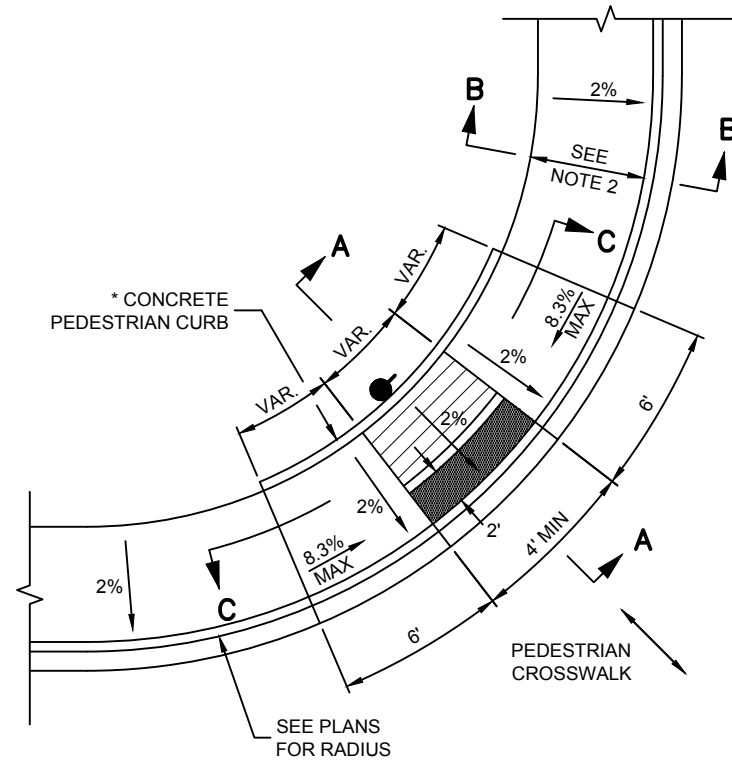 B
2%
B
SEE
NOTE 2
A
VAR.
C
* CONCRETE
PEDESTRIAN CURB
VAR.
8.3%
MAX
VAR.
2%
6'
2%
2%
2'
4' MIN
A
8.3%
MAX
2%
C
6'
PEDESTRIAN
CROSSWALK
SEE PLANS
FOR RADIUS